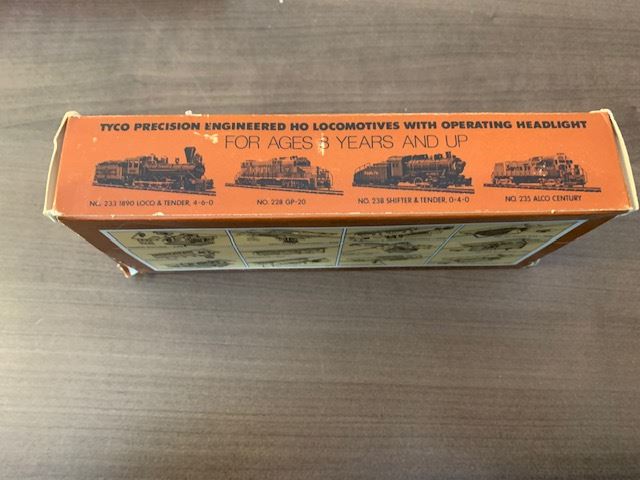 TYCO PRECISION ENGINEERED HO LOCOMOTIVES WITH OPERATING HEADLIGHT
FOR AGES 8 YEARS AND UP
NO. 233 1890 LOCO & TENDER, 4-6-0
NO. 228 GP-20
NO. 238 SHIFTER & TENDER, 0-4-0
NO. 235 ALCO CENTURY